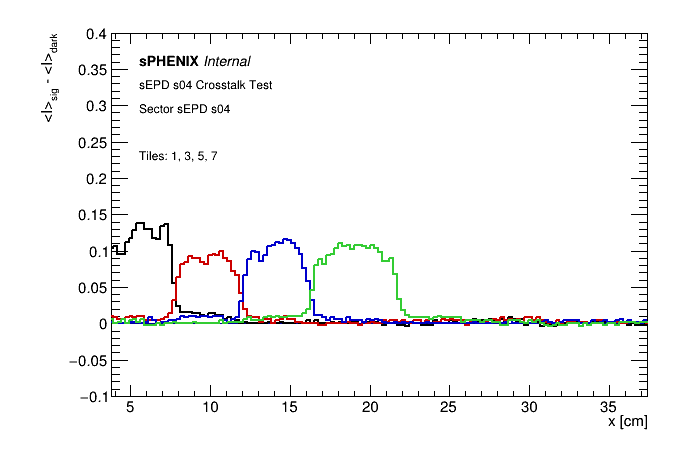 <I>sig - <I>dark
0.4
0.35
0.3
0.25
0.2
0.15
0.1
0.05
0
−0.05
−0.1
sPHENIX Internal
sEPD s04 Crosstalk Test
Sector sEPD s04
Tiles: 1, 3, 5, 7
5 10 15 20 25 30 35
x [cm]